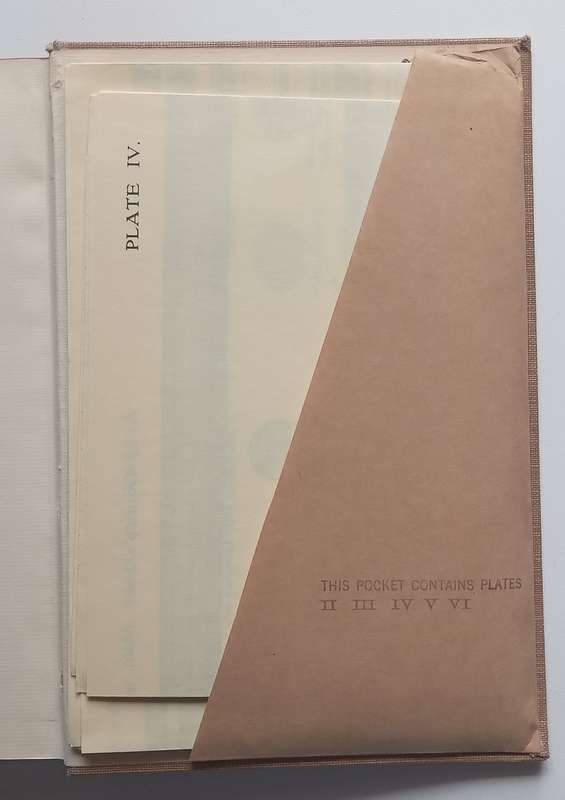 PLATE IV.
THIS POCKET CONTAINS PLATES
II III IV V VI